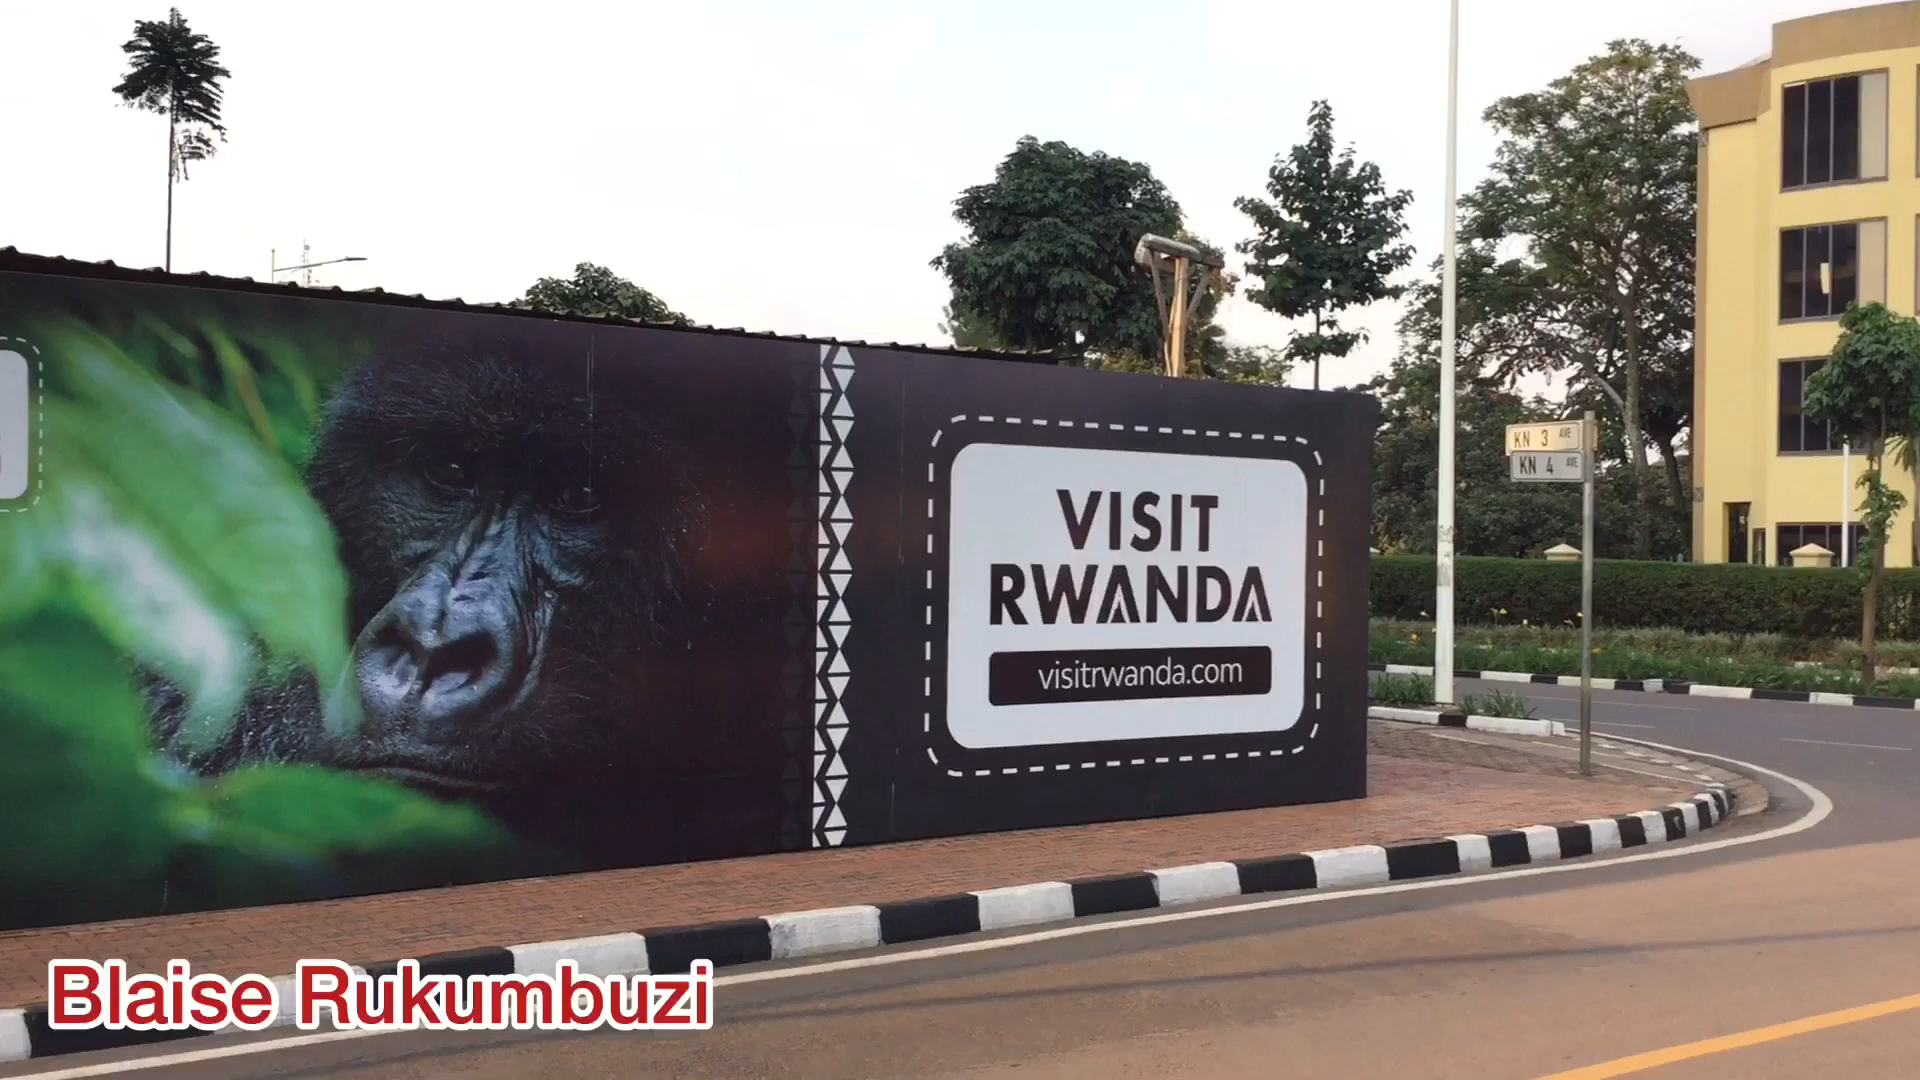 VISIT
RWANDA
visitrwanda.com
KN 3 AVE
KN 4 AVE
Blaise Rukumbuzi